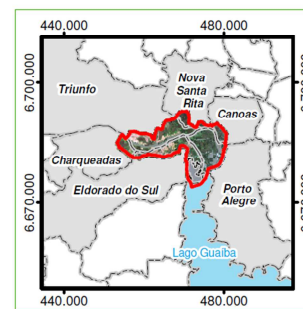 440.000 480.000
6.700.000
Triunfo
Nova
Santa
Rita
Canoas
Charqueadas
Eldorado do Sul
Porto
Alegre
6.670.000
Lago Guaíba
440.000 480.000